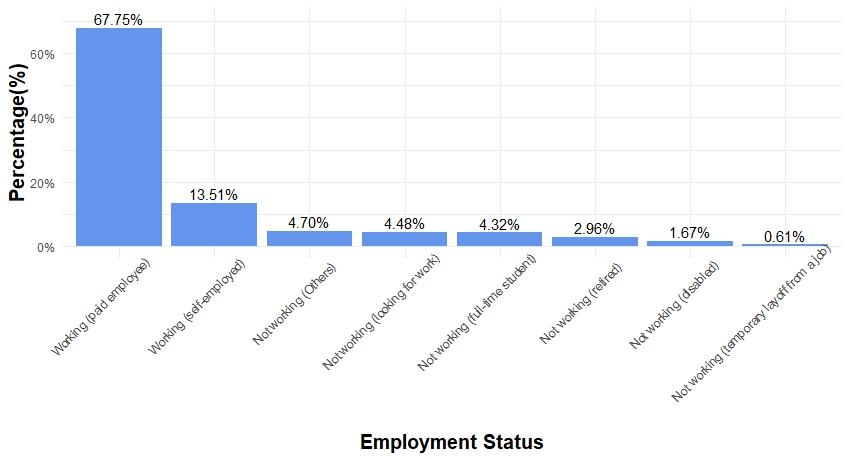 Percentage(%)
60%
40%
20%
0%
67.75%
13.51%
4.70%
4.48%
4.32%
2.96%
1.67%
0.61%
Working (paid employee)
Working (self-employed)
Not working (Others)
Not working (looking for work)
Not working (full-time student)
Not working (retired)
Not working (disabled)
Not working (temporary layoff from a job)
Employment Status